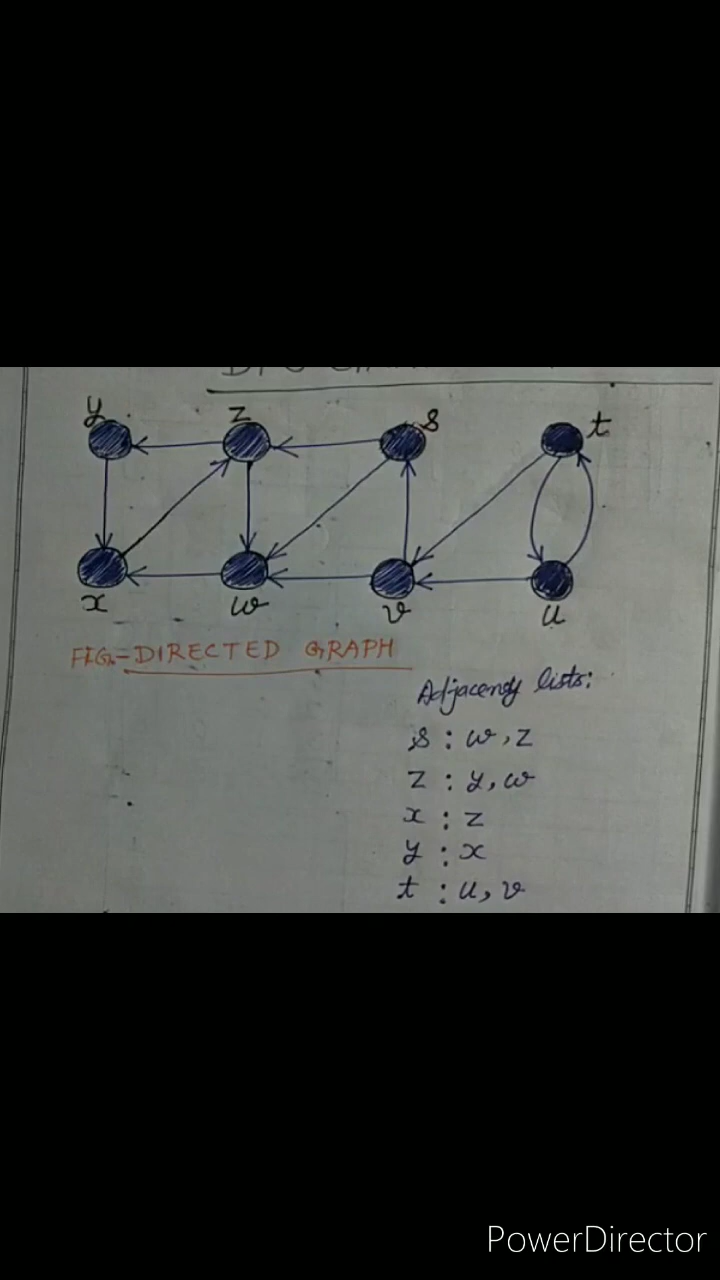 y z s t
x w v u
FIG:-DIRECTED GRAPH
Adjacency lists:
s : w, z
z : y, w
x : z
y : x
t : u, v
PowerDirector